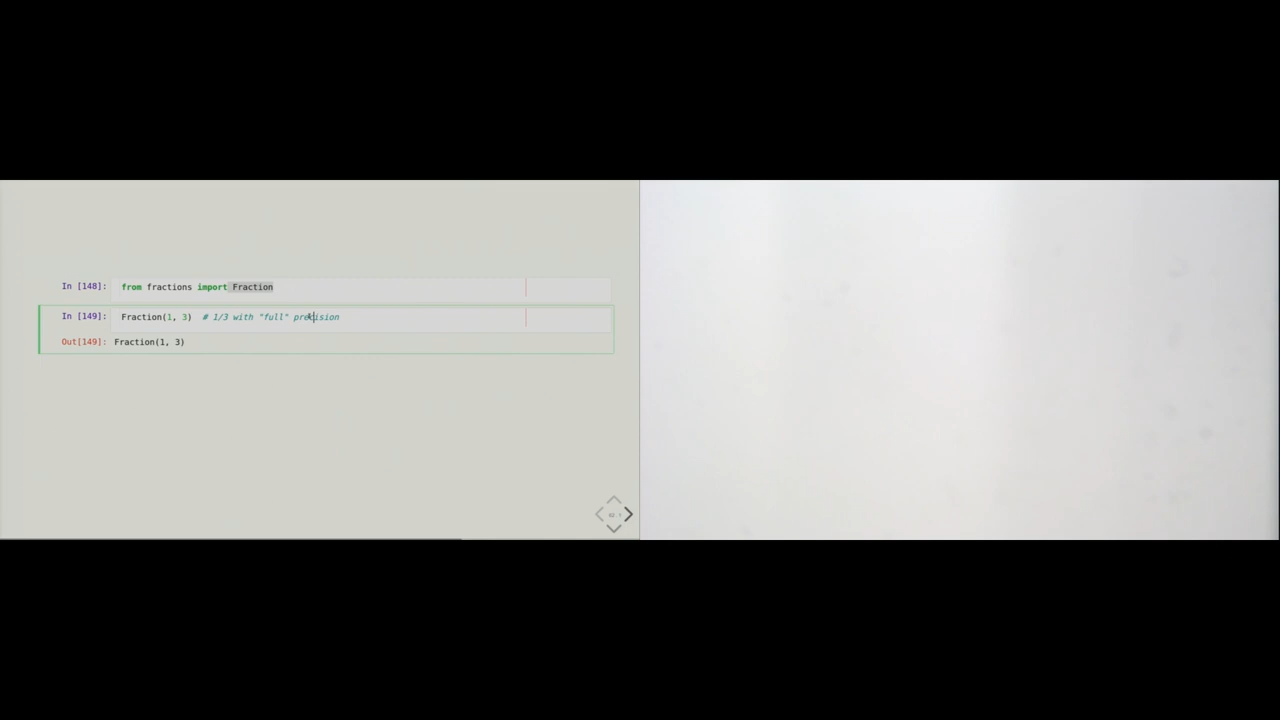 In [148]: from fractions import Fraction
In [149]: Fraction(1, 3)  # 1/3 with "full" precision
Out[149]: Fraction(1, 3)